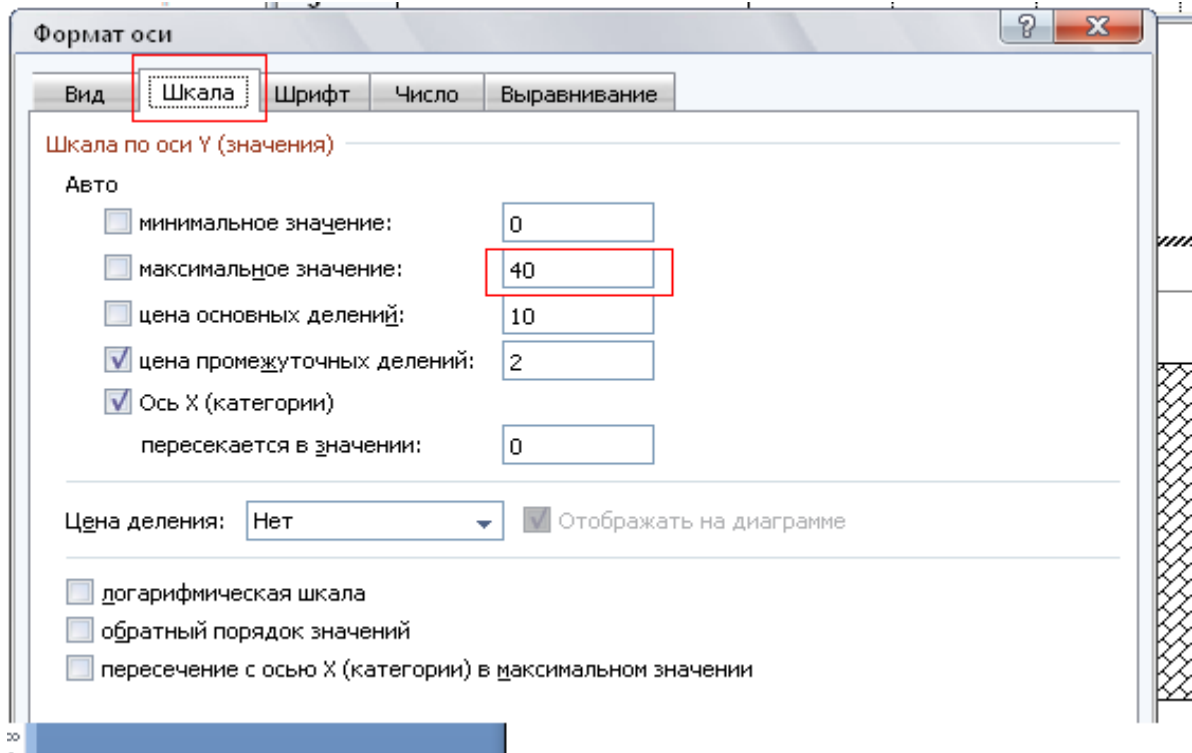 Формат оси
Вид Шкала Шрифт Число Выравнивание
Шкала по оси Y (значения)
Авто
минимальное значение: 0
максимальное значение: 40
цена основных делений: 10
цена промежуточных делений: 2
Ось X (категории)
пересекается в значении: 0
Цена деления: Нет Отображать на диаграмме
логарифмическая шкала
обратный порядок значений
пересечение с осью X (категории) в максимальном значении